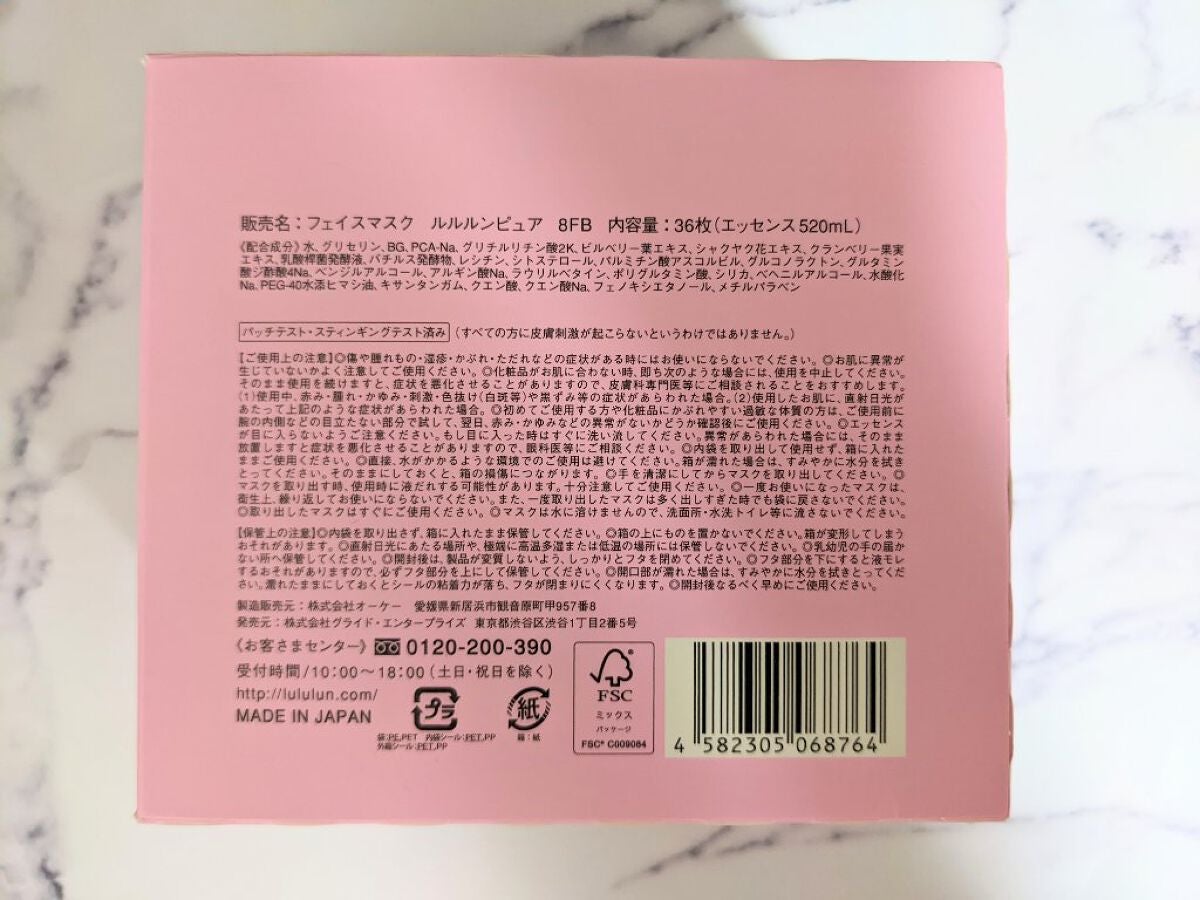 販売名：フェイスマスク　ルルルンピュア　8FB　内容量：36枚（エッセンス520mL）
《配合成分》水、グリセリン、BG、PCA-Na、グリチルリチン酸2K、ビルベリー葉エキス、シャクヤク花エキス、クランベリー果実
エキス、乳酸桿菌発酵液、バチルス発酵物、レシチン、シトステロール、パルミチン酸アスコルビル、グルコノラクトン、グルタミン
酸ジ酢酸4Na、ベンジルアルコール、アルギン酸Na、ラウリルベタイン、ポリグルタミン酸、シリカ、ベヘニルアルコール、水酸化
Na、PEG-40水添ヒマシ油、キサンタンガム、クエン酸、クエン酸Na、フェノキシエタノール、メチルパラベン
パッチテスト・スティンギングテスト済み（すべての方に皮膚刺激が起こらないというわけではありません。）
【ご使用上の注意】◎傷や腫れもの・湿疹・かぶれ・ただれなどの症状がある時にはお使いにならないでください。◎お肌に異常が
生じていないかよく注意してご使用ください。◎化粧品がお肌に合わない時、即ち次のような場合には、使用を中止してください。
そのまま使用を続けますと、症状を悪化させることがありますので、皮膚科専門医等にご相談されることをおすすめします。
（1）使用中、赤み・腫れ・かゆみ・刺激・色抜け（白斑等）や黒ずみ等の症状があらわれた場合。（2）使用したお肌に、直射日光が
あたって上記のような症状があらわれた場合。◎初めてご使用する方や化粧品にかぶれやすい過敏な体質の方は、ご使用前に
腕の内側などの目立たない部分で試して、翌日、赤み・かゆみなどの異常がないかどうか確認後にご使用ください。◎エッセンス
が目に入らないようご注意ください。もし目に入った時はすぐに洗い流してください。異常があらわれた場合には、そのまま
放置しますと症状を悪化させることがありますので、眼科医等にご相談ください。◎内袋を取り出して使用せず、箱に入れた
ままご使用ください。◎直接、水がかかるような環境でのご使用は避けてください。箱が濡れた場合は、すみやかに水分を拭き
とってください。そのままにしておくと、箱の損傷につながります。◎手を清潔にしてからマスクを取り出してください。◎
マスクを取り出す時、使用時に液だれする可能性があります。十分注意してご使用ください。◎一度お使いになったマスクは、
衛生上、繰り返してお使いにならないでください。また、一度取り出したマスクは多く出しすぎた時でも袋に戻さないでください。
◎取り出したマスクはすぐにご使用ください。◎マスクは水に溶けませんので、洗面所・水洗トイレ等に流さないでください。
【保管上の注意】◎内袋を取り出さず、箱に入れたまま保管してください。◎箱の上にものを置かないでください。箱が変形してしまう
おそれがあります。◎直射日光にあたる場所や、極端に高温多湿または低温の場所には保管しないでください。◎乳幼児の手の届か
ない所へ保管してください。◎開封後は、製品が変質しないよう、しっかりとフタを閉めてください。◎フタ部分を下にすると液モレ
するおそれがありますので、必ずフタ部分を上にして保管してください。◎開口部が濡れた場合は、すみやかに水分を拭きとってくだ
さい。濡れたままにしておくとシールの粘着力が落ち、フタが閉まりにくくなります。◎開封後なるべく早めにご使用ください。
製造販売元：株式会社オーケー　愛媛県新居浜市観音原町甲957番8
発売元：株式会社グライド・エンタープライズ　東京都渋谷区渋谷1丁目2番5号
《お客さまセンター》0120-200-390
受付時間/10:00〜18:00（土日・祝日を除く）
http://lululun.com/
MADE IN JAPAN
プラ
袋：PE,PET　内袋シール：PET,PP
外箱シール：PET,PP
紙
箱：紙
FSC
ミックス
パッケージ
FSC® C009084
4 582305 068764